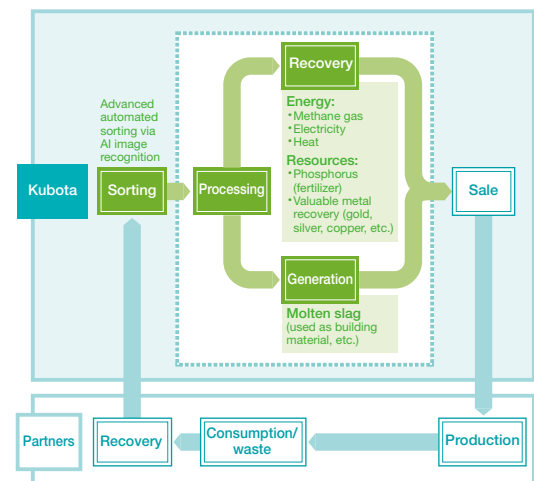 Recovery
Advanced
automated
sorting via
AI image
recognition
Energy:
・Methane gas
・Electricity
・Heat
Resources:
・Phosphorus
(fertilizer)
・Valuable metal
recovery (gold,
silver, copper, etc.)
Kubota
Sorting
Processing
Sale
Generation
Molten slag
(used as building
material, etc.)
Partners
Recovery
Consumption/
waste
Production